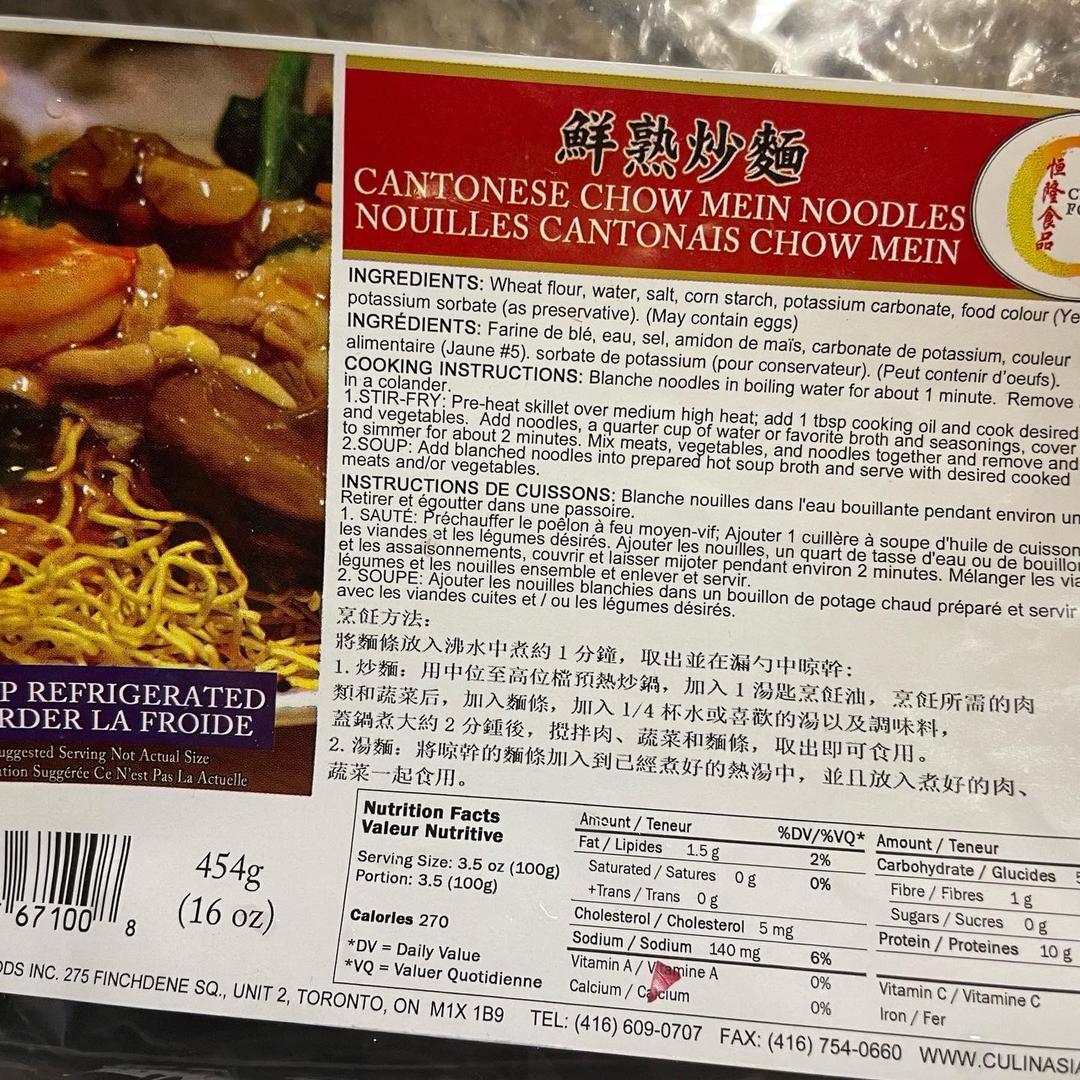 鮮熟炒麵
CANTONESE CHOW MEIN NOODLES
NOUILLES CANTONAIS CHOW MEIN
恒隆食品
INGREDIENTS: Wheat flour, water, salt, corn starch, potassium carbonate, food colour (Ye
potassium sorbate (as preservative). (May contain eggs)
INGRÉDIENTS: Farine de blé, eau, sel, amidon de maïs, carbonate de potassium, couleur
alimentaire (Jaune #5). sorbate de potassium (pour conservateur). (Peut contenir d'oeufs).
COOKING INSTRUCTIONS: Blanche noodles in boiling water for about 1 minute. Remove
in a colander.
1.STIR-FRY: Pre-heat skillet over medium high heat; add 1 tbsp cooking oil and cook desired
and vegetables. Add noodles, a quarter cup of water or favorite broth and seasonings, cover
to simmer for about 2 minutes. Mix meats, vegetables, and noodles together and remove and
2.SOUP: Add blanched noodles into prepared hot soup broth and serve with desired cooked
meats and/or vegetables.
INSTRUCTIONS DE CUISSONS: Blanche nouilles dans l'eau bouillante pendant environ un
Retirer et égoutter dans une passoire.
1. SAUTÉ: Préchauffer le poêlon à feu moyen-vif; Ajouter 1 cuillère à soupe d'huile de cuisson
les viandes et les légumes désirés. Ajouter les nouilles, un quart de tasse d'eau ou de bouillo
et les assaisonnements, couvrir et laisser mijoter pendant environ 2 minutes. Mélanger les via
légumes et les nouilles ensemble et enlever et servir.
2. SOUPE: Ajouter les nouilles blanchies dans un bouillon de potage chaud préparé et servir
avec les viandes cuites et / ou les légumes désirés.
烹飪方法:
將麵條放入沸水中煮約 1 分鐘，取出並在漏勺中晾幹:
1. 炒麵: 用中位至高位檔預熱炒鍋，加入 1 湯匙烹飪油，烹飪所需的肉
類和蔬菜后，加入麵條，加入 1/4 杯水或喜歡的湯以及調味料，
蓋鍋煮大約 2 分鍾後，攪拌肉、蔬菜和麵條，取出即可食用。
2. 湯麵: 將晾幹的麵條加入到已經煮好的熱湯中，並且放入煮好的肉、
蔬菜一起食用。
P REFRIGERATED
RDER LA FROIDE
uggested Serving Not Actual Size
tion Suggérée Ce N'est Pas La Actuelle
67100 8
454g
(16 oz)
Nutrition Facts
Valeur Nutritive
Serving Size: 3.5 oz (100g)
Portion: 3.5 (100g)
Calories 270
*DV = Daily Value
*VQ = Valuer Quotidienne
Amount / Teneur %DV/%VQ*
Fat / Lipides 1.5 g 2%
Saturated / Satures 0 g 0%
+Trans / Trans 0 g
Cholesterol / Cholesterol 5 mg
Sodium / Sodium 140 mg 6%
Vitamin A / Vitamine A 0%
Calcium / Calcium 0%
Amount / Teneur
Carbohydrate / Glucides
Fibre / Fibres 1 g
Sugars / Sucres 0 g
Protein / Proteines 10 g
Vitamin C / Vitamine C
Iron / Fer
ODS INC. 275 FINCHDENE SQ., UNIT 2, TORONTO, ON M1X 1B9 TEL: (416) 609-0707 FAX: (416) 754-0660 WWW.CULINASIA